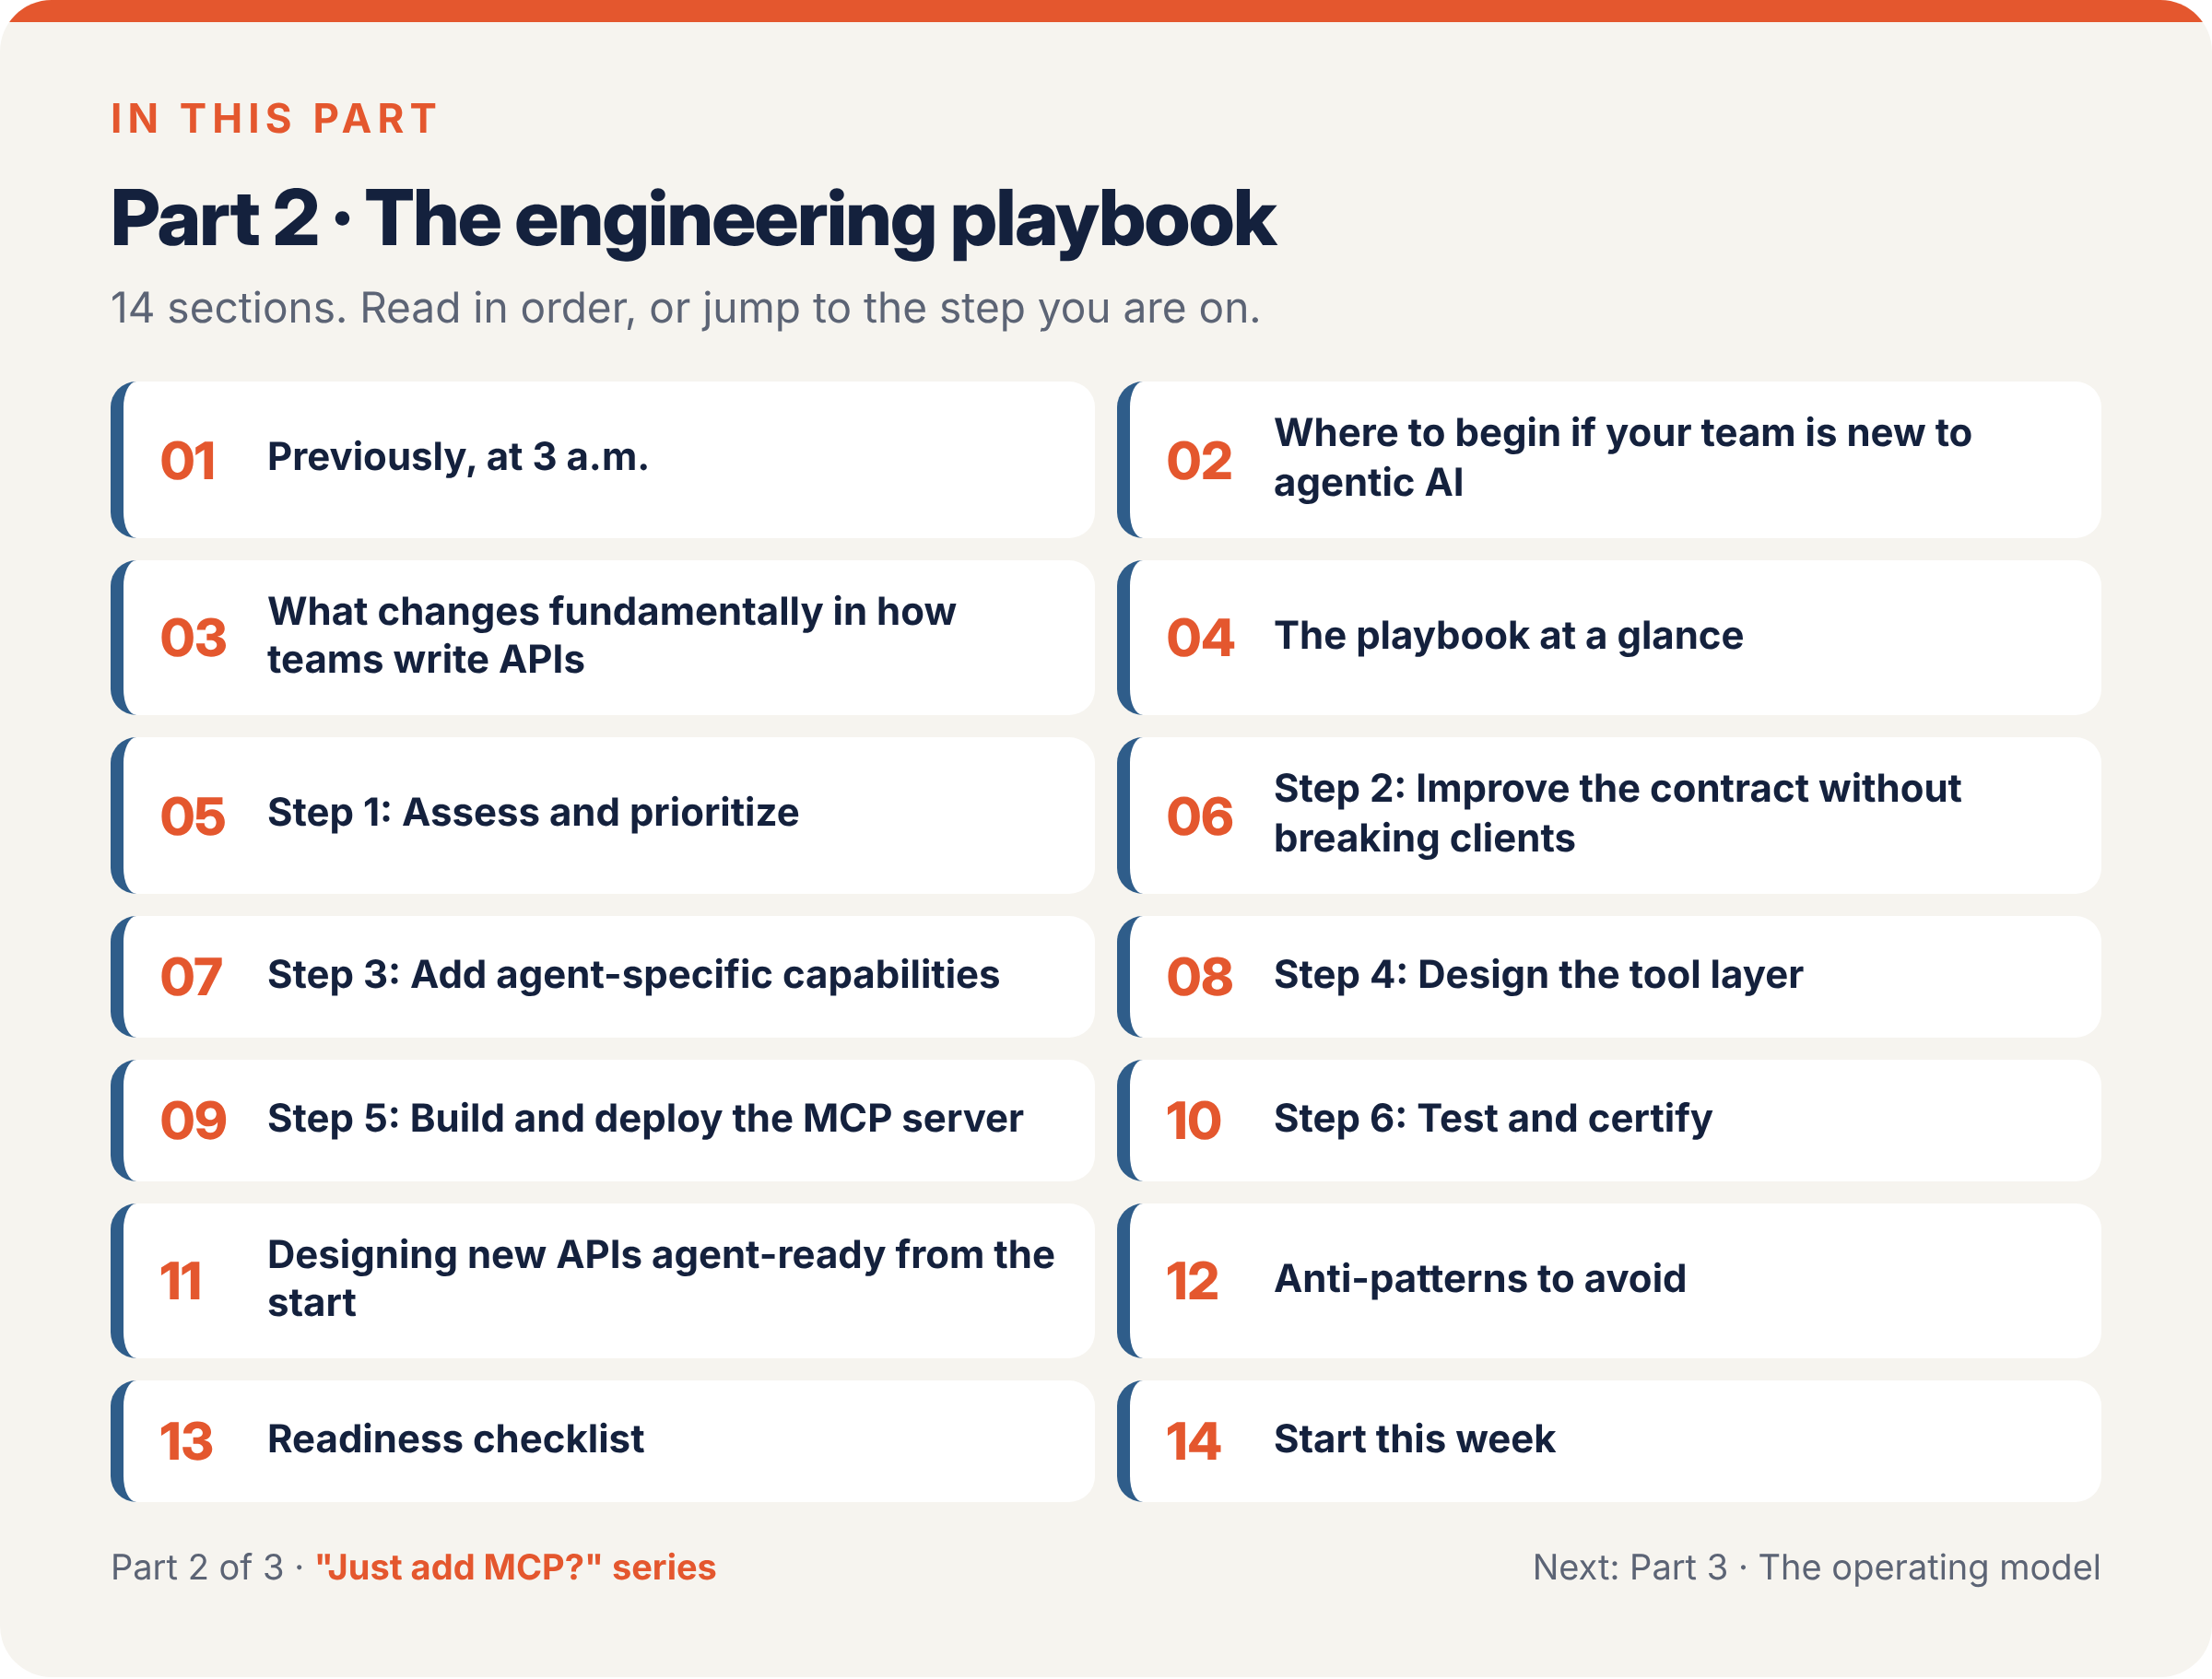 IN THIS PART
Part 2 · The engineering playbook
14 sections. Read in order, or jump to the step you are on.
01
Previously, at 3 a.m.
02
Where to begin if your team is new to
agentic AI
03
What changes fundamentally in how
teams write APIs
04
The playbook at a glance
05
Step 1: Assess and prioritize
06
Step 2: Improve the contract without
breaking clients
07
Step 3: Add agent-specific capabilities
08
Step 4: Design the tool layer
09
Step 5: Build and deploy the MCP server
10
Step 6: Test and certify
11
Designing new APIs agent-ready from the
start
12
Anti-patterns to avoid
13
Readiness checklist
14
Start this week
Part 2 of 3 · "Just add MCP?" series
Next: Part 3 · The operating model